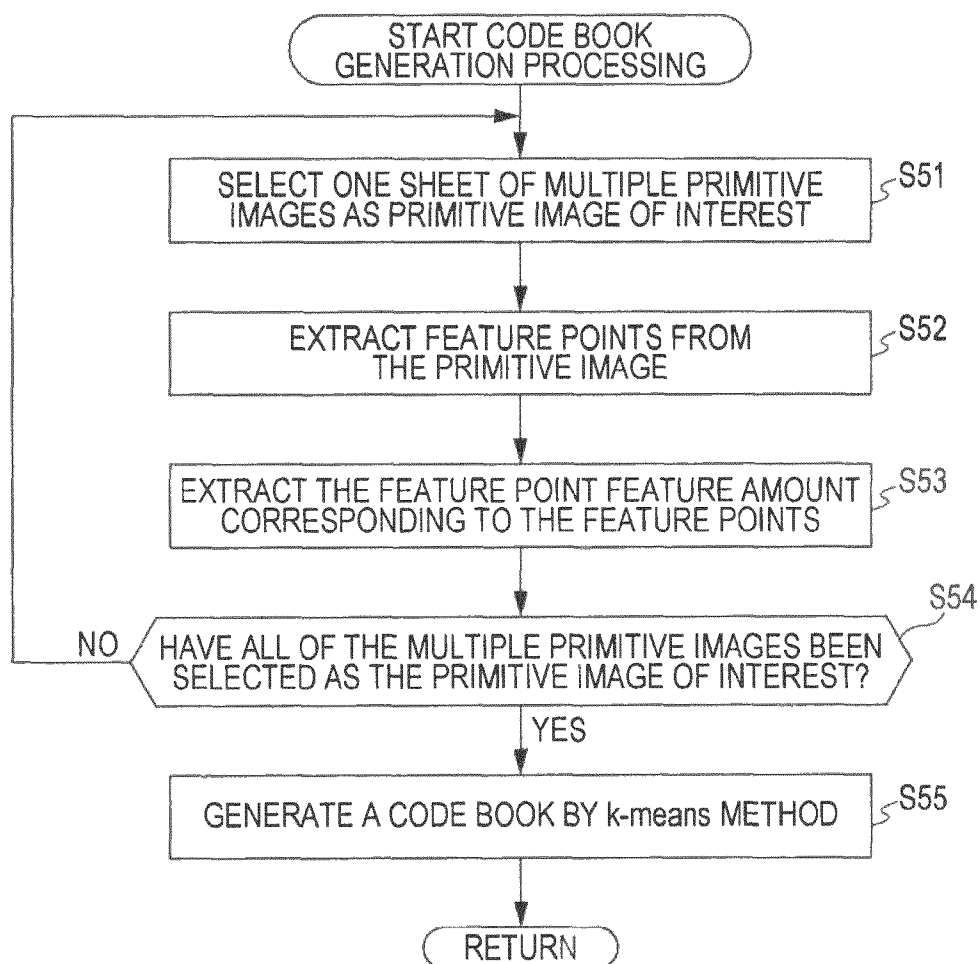 START CODE BOOK
GENERATION PROCESSING
SELECT ONE SHEET OF MULTIPLE PRIMITIVE
IMAGES AS PRIMITIVE IMAGE OF INTEREST
S51
EXTRACT FEATURE POINTS FROM
THE PRIMITIVE IMAGE
S52
EXTRACT THE FEATURE POINT FEATURE AMOUNT
CORRESPONDING TO THE FEATURE POINTS
S53
S54
NO
HAVE ALL OF THE MULTIPLE PRIMITIVE IMAGES BEEN
SELECTED AS THE PRIMITIVE IMAGE OF INTEREST?
YES
GENERATE A CODE BOOK BY k-means METHOD
S55
RETURN